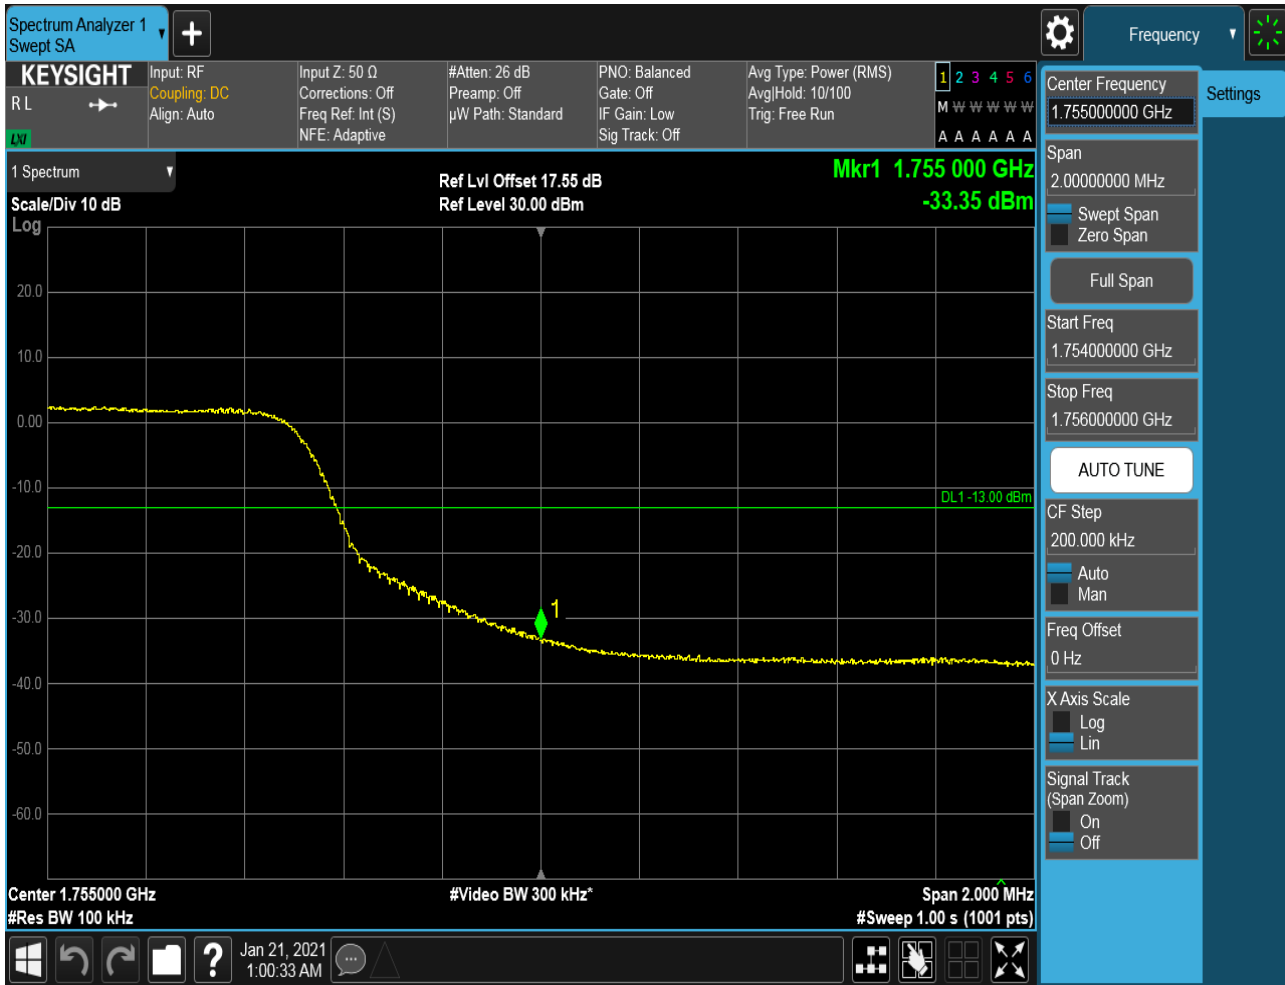 Spectrum Analyzer 1
Swept SA
+
Frequency
KEYSIGHT
R L
LXI
Input: RF
Coupling: DC
Align: Auto
Input Z: 50 Ω
Corrections: Off
Freq Ref: Int (S)
NFE: Adaptive
#Atten: 26 dB
Preamp: Off
µW Path: Standard
PNO: Balanced
Gate: Off
IF Gain: Low
Sig Track: Off
Avg Type: Power (RMS)
Avg|Hold: 10/100
Trig: Free Run
1 2 3 4 5 6
M W W W W W
A A A A A A
1 Spectrum
Scale/Div 10 dB
Log
Ref Lvl Offset 17.55 dB
Ref Level 30.00 dBm
Mkr1 1.755 000 GHz
-33.35 dBm
20.0
10.0
0.00
-10.0
-20.0
-30.0
-40.0
-50.0
-60.0
DL1 -13.00 dBm
1
Center 1.755000 GHz
#Res BW 100 kHz
#Video BW 300 kHz*
Span 2.000 MHz
#Sweep 1.00 s (1001 pts)
Center Frequency
1.755000000 GHz
Settings
Span
2.00000000 MHz
Swept Span
Zero Span
Full Span
Start Freq
1.754000000 GHz
Stop Freq
1.756000000 GHz
AUTO TUNE
CF Step
200.000 kHz
Auto
Man
Freq Offset
0 Hz
X Axis Scale
Log
Lin
Signal Track
(Span Zoom)
On
Off
?
Jan 21, 2021
1:00:33 AM